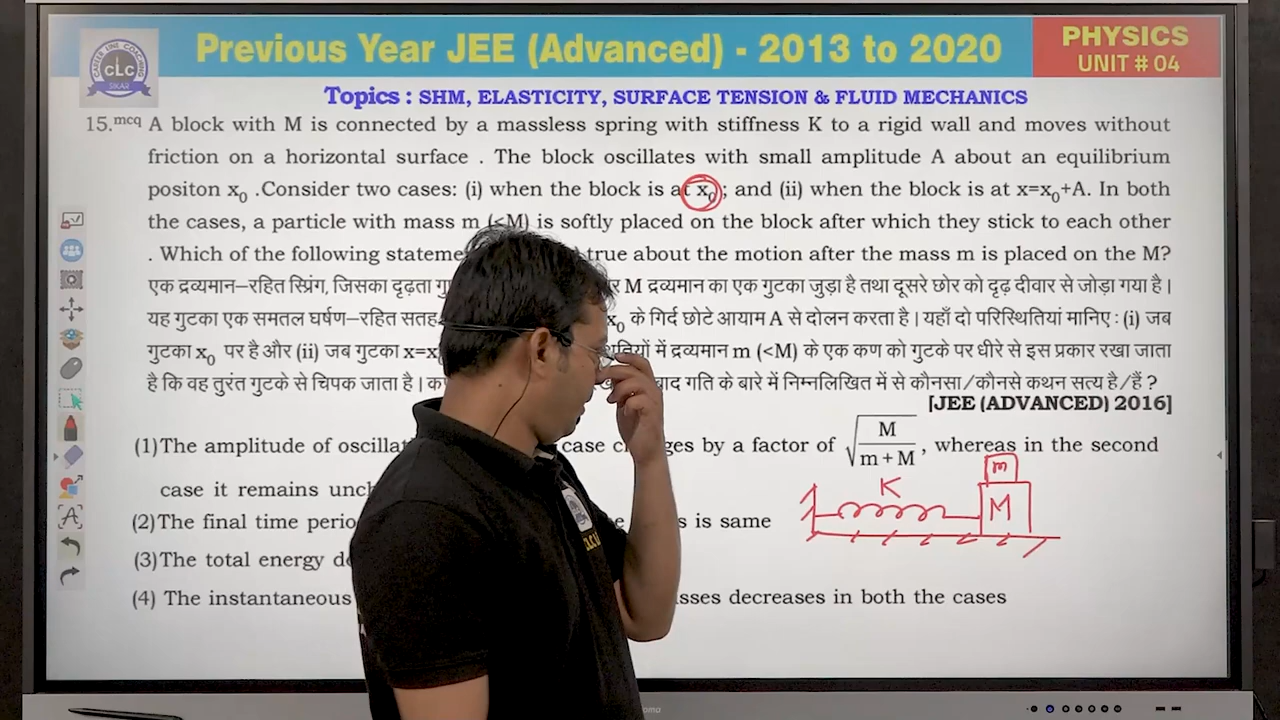 Previous Year JEE (Advanced) - 2013 to 2020
PHYSICS
UNIT # 04
CLC
SIKAR
Topics : SHM, ELASTICITY, SURFACE TENSION & FLUID MECHANICS
15.mcq A block with M is connected by a massless spring with stiffness K to a rigid wall and moves without
friction on a horizontal surface . The block oscillates with small amplitude A about an equilibrium
positon x₀ .Consider two cases: (i) when the block is at x₀ ; and (ii) when the block is at x=x₀+A. In both
the cases, a particle with mass m (<M) is softly placed on the block after which they stick to each other
. Which of the following true about the motion after the mass m is placed on the M?
एक द्रव्यमान–रहित स्प्रिंग, जिसका दृढ़ता M द्रव्यमान का एक गुटका जुड़ा है तथा दूसरे छोर को दृढ़ दीवार से जोड़ा गया है।
यह गुटका एक समतल घर्षण–रहित सतह x₀ के गिर्द छोटे आयाम A से दोलन करता है। यहाँ दो परिस्थितियां मानिए : (i) जब
गुटका x₀ पर है और (ii) जब गुटका में द्रव्यमान m (<M) के एक कण को गुटके पर धीरे से इस प्रकार रखा जाता
है कि वह तुरंत गुटके से चिपक जाता है। गति के बारे में निम्नलिखित में से कौनसा/कौनसे कथन सत्य है/हैं ?
[JEE (ADVANCED) 2016]
(1)The amplitude of case by a factor of √(M/(m+M)) , whereas in the second
case it remains
(2)The final time is same
(3)The total energy
(4) The instantaneous decreases in both the cases
K
m
M